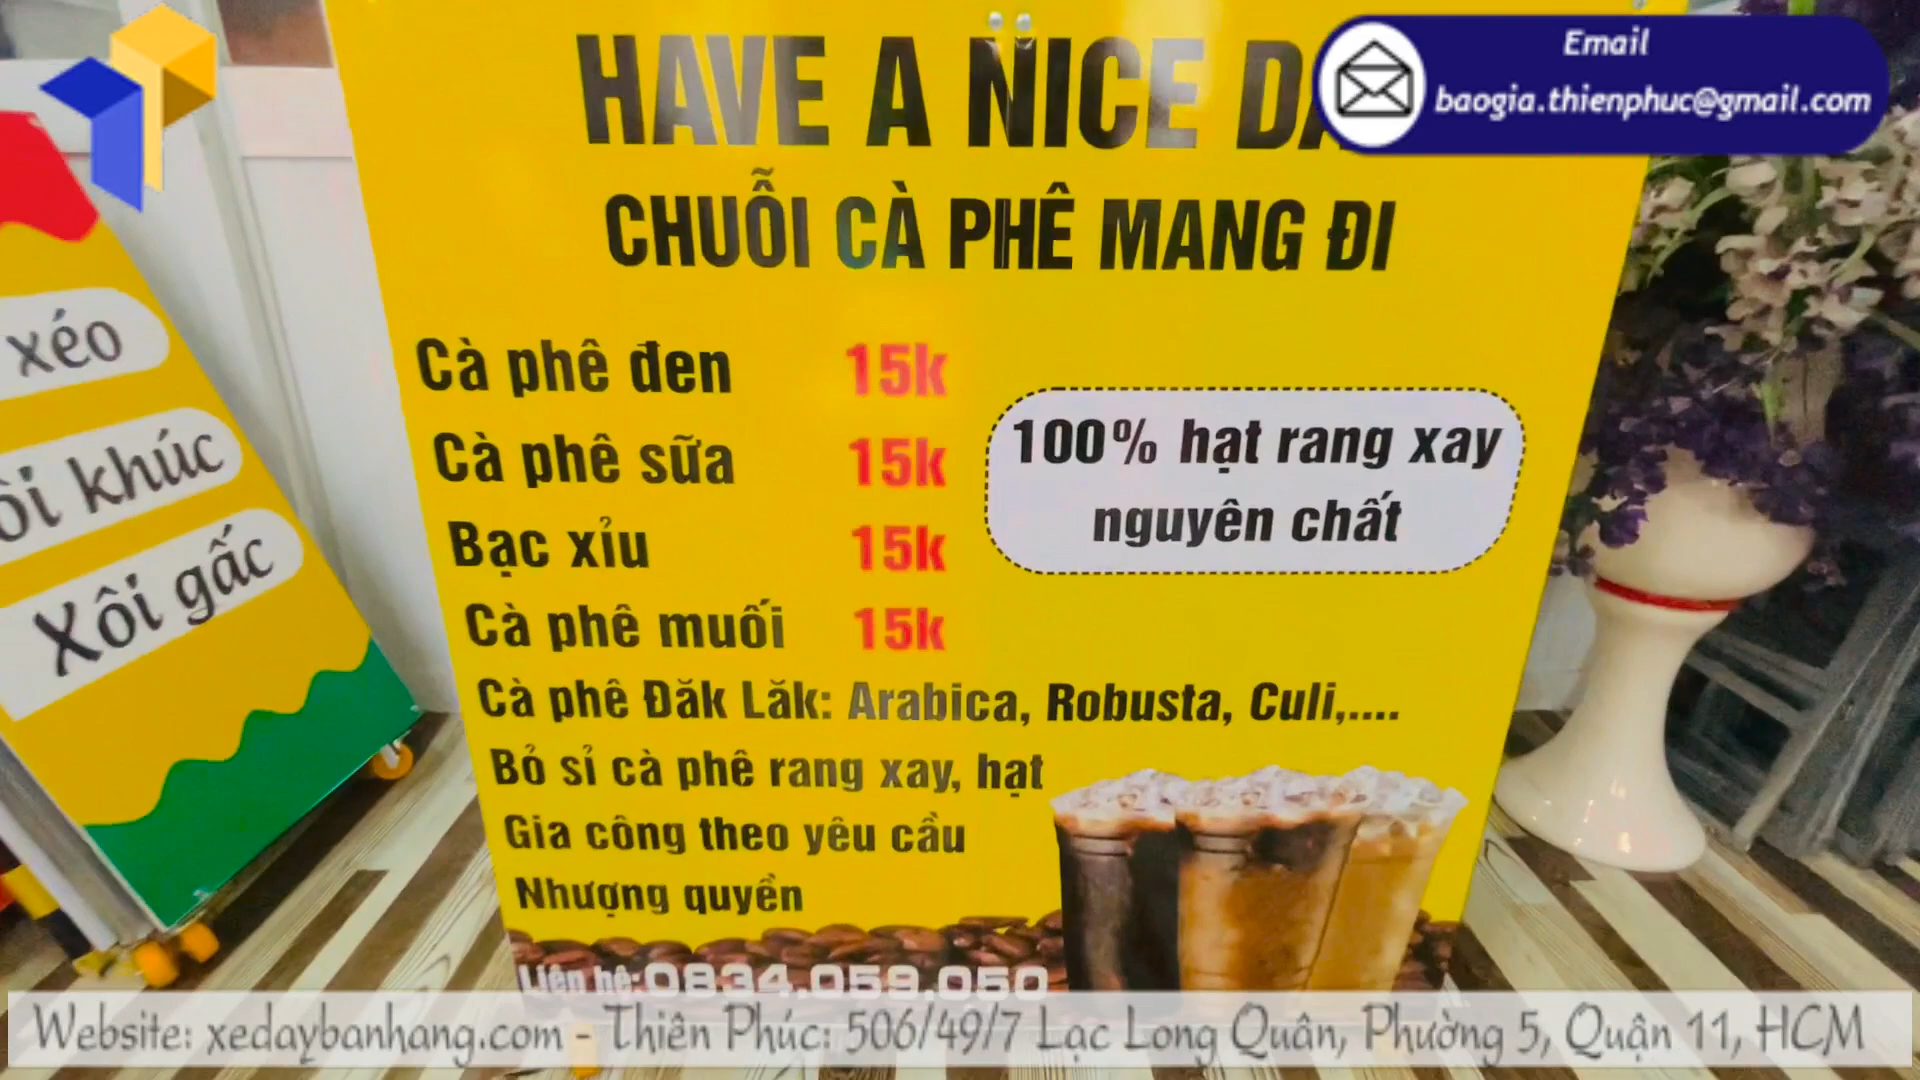 Email
baogia.thienphuc@gmail.com
HAVE A NICE
CHUỖI CÀ PHÊ MANG ĐI
Cà phê đen 15k
Cà phê sữa 15k
Bạc xỉu 15k
Cà phê muối 15k
100% hạt rang xay
nguyên chất
Cà phê Đăk Lăk: Arabica, Robusta, Culi,....
Bỏ sỉ cà phê rang xay, hạt
Gia công theo yêu cầu
Nhượng quyền
Liên hệ:0834.059.050
xéo
khúc
Xôi gấc
Website: xedaybanhang.com - Thiên Phúc: 506/49/7 Lạc Long Quân, Phường 5, Quận 11, HCM